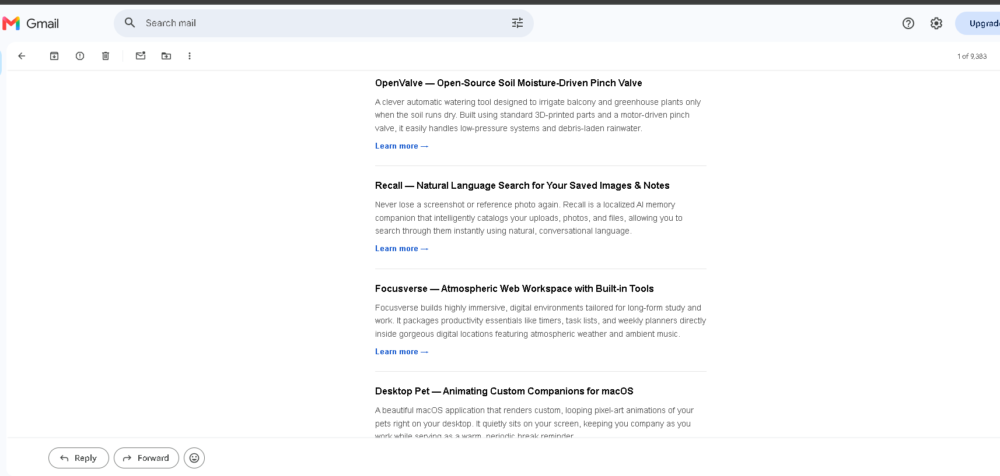 Gmail
Search mail
Upgrad
1 of 9,383
OpenValve — Open-Source Soil Moisture-Driven Pinch Valve
A clever automatic watering tool designed to irrigate balcony and greenhouse plants only
when the soil runs dry. Built using standard 3D-printed parts and a motor-driven pinch
valve, it easily handles low-pressure systems and debris-laden rainwater.
Learn more →
Recall — Natural Language Search for Your Saved Images & Notes
Never lose a screenshot or reference photo again. Recall is a localized AI memory
companion that intelligently catalogs your uploads, photos, and files, allowing you to
search through them instantly using natural, conversational language.
Learn more →
Focusverse — Atmospheric Web Workspace with Built-in Tools
Focusverse builds highly immersive, digital environments tailored for long-form study and
work. It packages productivity essentials like timers, task lists, and weekly planners directly
inside gorgeous digital locations featuring atmospheric weather and ambient music.
Learn more →
Desktop Pet — Animating Custom Companions for macOS
A beautiful macOS application that renders custom, looping pixel-art animations of your
pets right on your desktop. It quietly sits on your screen, keeping you company as you
work while serving as a warm, periodic break reminder.
Reply
Forward